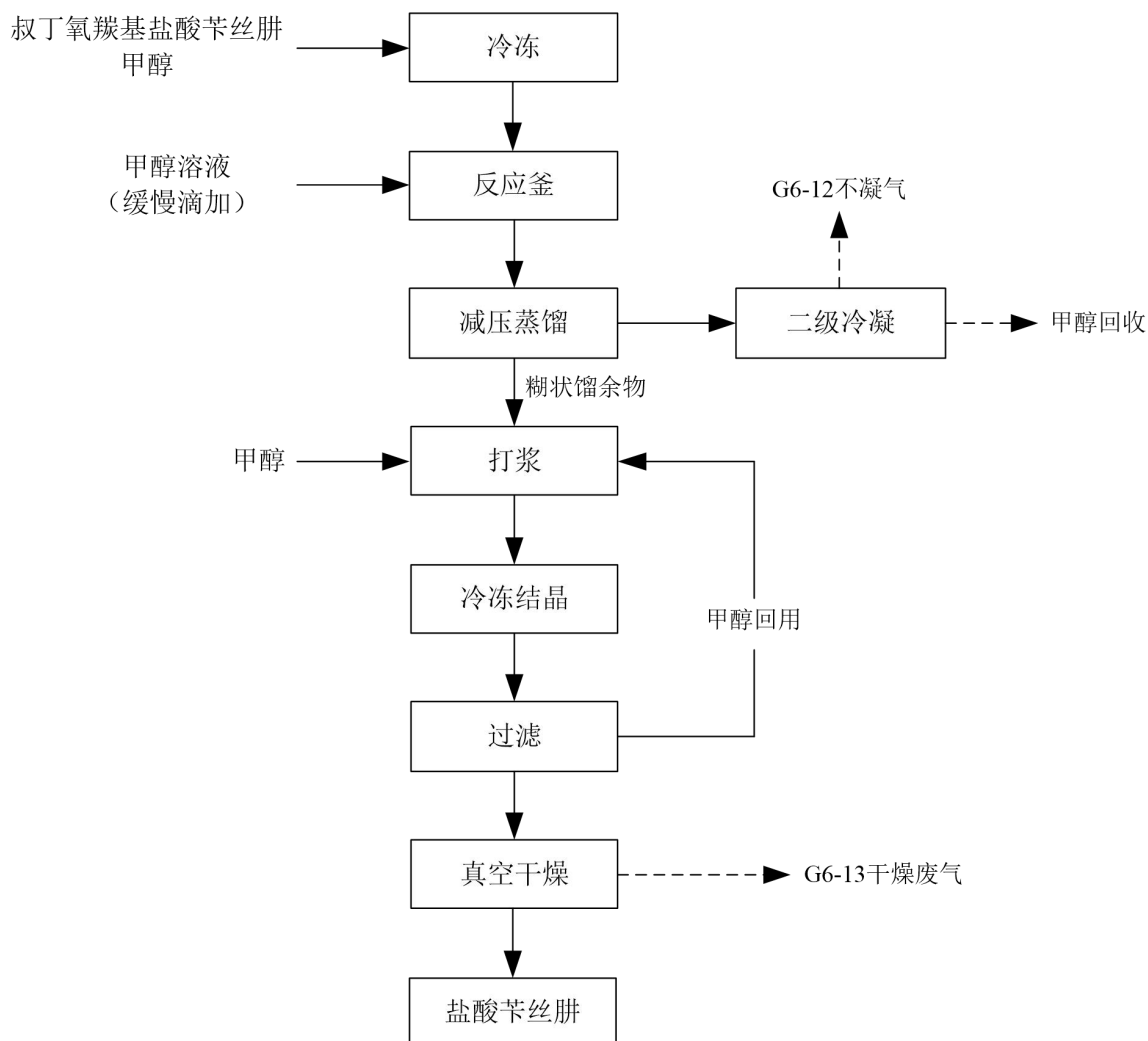 叔丁氧羰基盐酸苄丝肼
甲醇
冷冻
甲醇溶液
（缓慢滴加）
反应釜
G6-12不凝气
减压蒸馏
二级冷凝
甲醇回收
糊状馏余物
甲醇
打浆
冷冻结晶
甲醇回用
过滤
真空干燥
G6-13干燥废气
盐酸苄丝肼